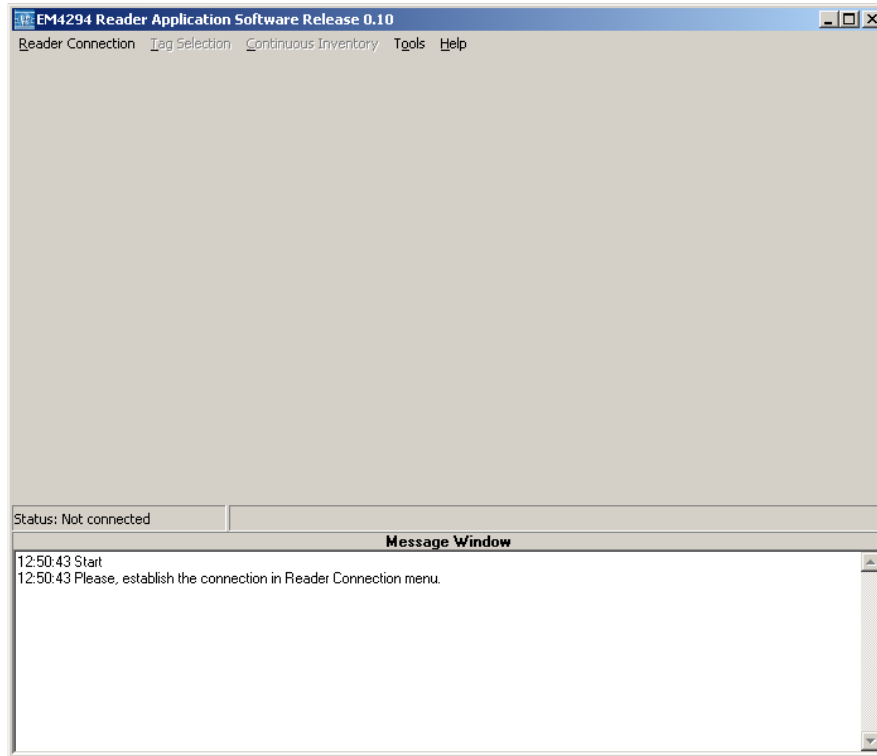 EM4294 Reader Application Software Release 0.10
Reader Connection Tag Selection Continuous Inventory Tools Help
Status: Not connected
Message Window
12:50:43 Start
12:50:43 Please, establish the connection in Reader Connection menu.